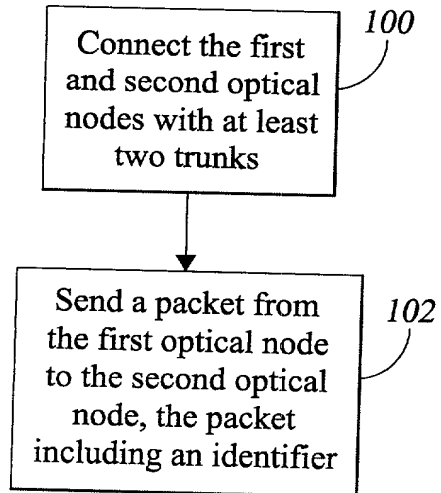 Connect the first
and second optical
nodes with at least
two trunks
100
Send a packet from
the first optical node
to the second optical
node, the packet
including an identifier
102